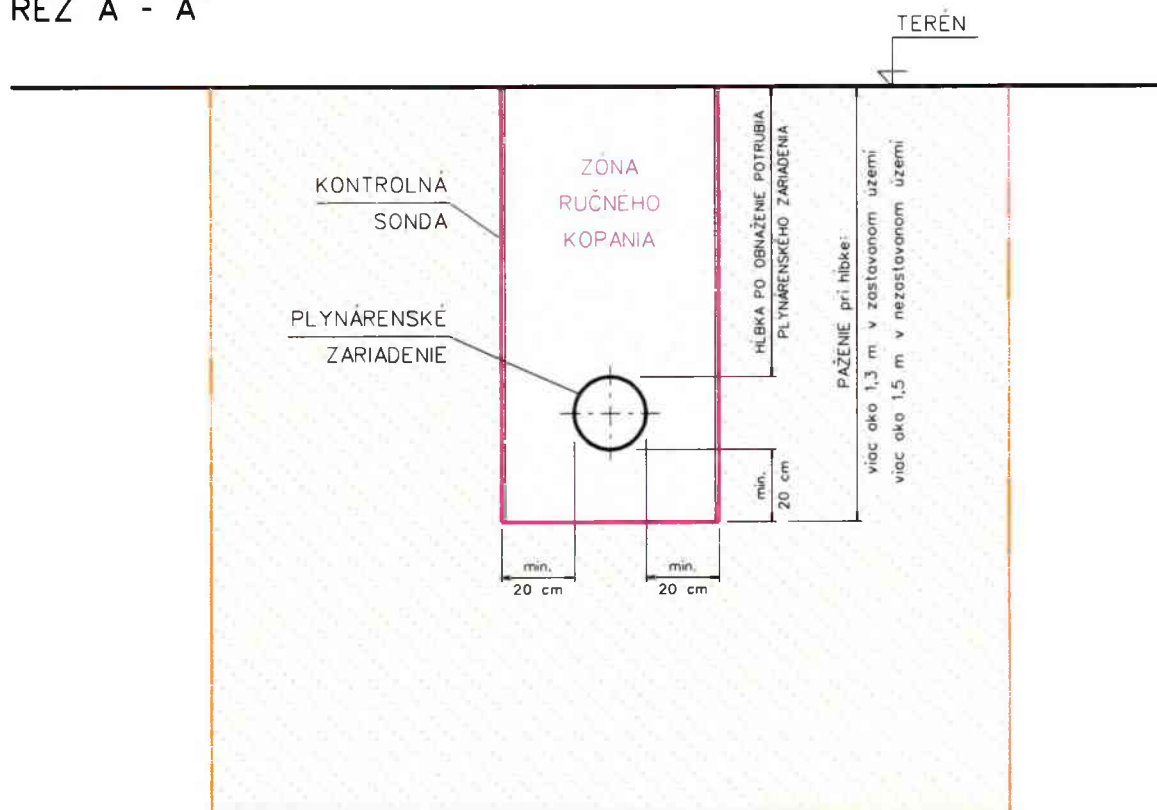 REZ A - A
TERÉN
KONTROLNÁ
SONDA
ZÓNA
RUČNÉHO
KOPANIA
PLYNÁRENSKÉ
ZARIADENIE
HĹBKA PO OBNAŽENIE POTRUBIA
PLYNÁRENSKÉHO ZARIADENIA
PAŽENIE pri hĺbke:
viac ako 1,3 m v zastavanom území
viac ako 1,5 m v nezastavanom území
min.
20 cm
min.
20 cm
min.
20 cm